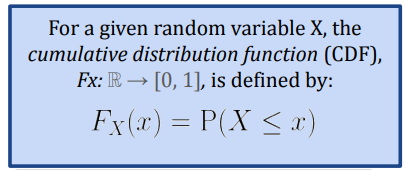 For a given random variable X, the
cumulative distribution function (CDF),
Fx: ℝ → [0, 1], is defined by:
F_X(x) = P(X ≤ x)